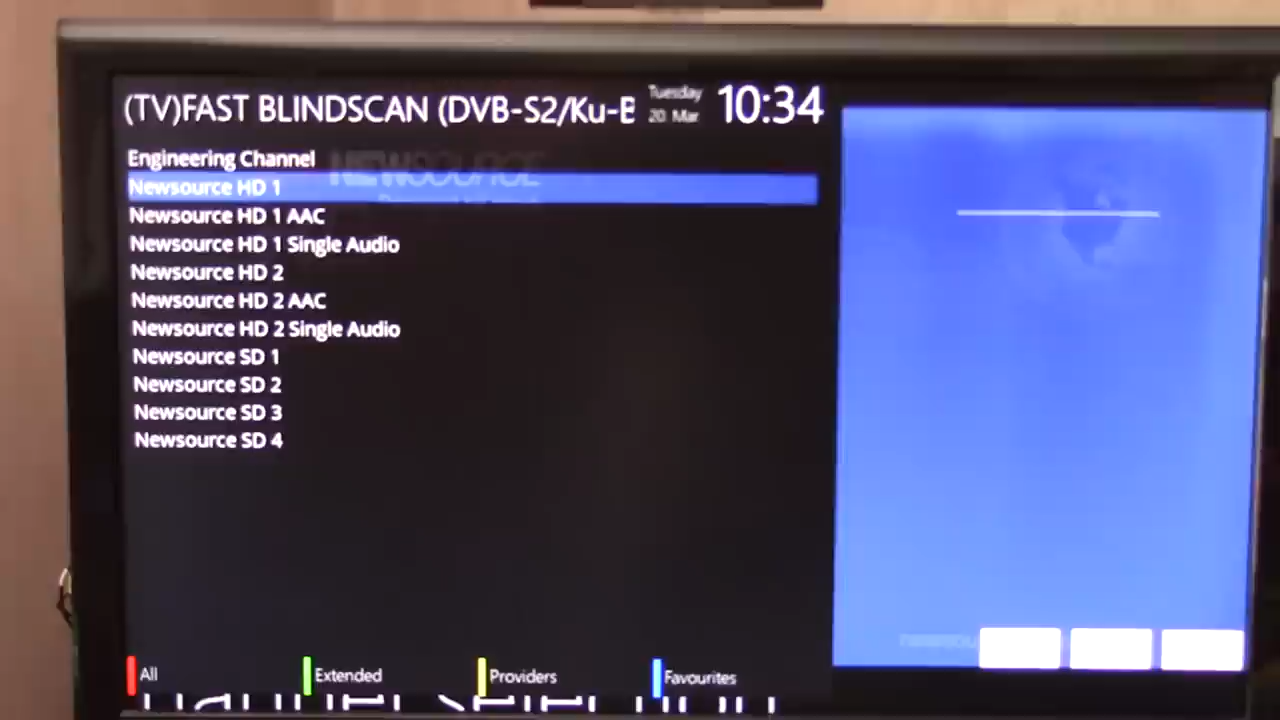 (TV)FAST BLINDSCAN (DVB-S2/Ku-B
Tuesday
20. Mar
10:34
Engineering Channel
NEWSOURCE
Newsource HD 1
Newsource HD 1 AAC
Newsource HD 1 Single Audio
Newsource HD 2
Newsource HD 2 AAC
Newsource HD 2 Single Audio
Newsource SD 1
Newsource SD 2
Newsource SD 3
Newsource SD 4
All
Extended
Providers
Favourites